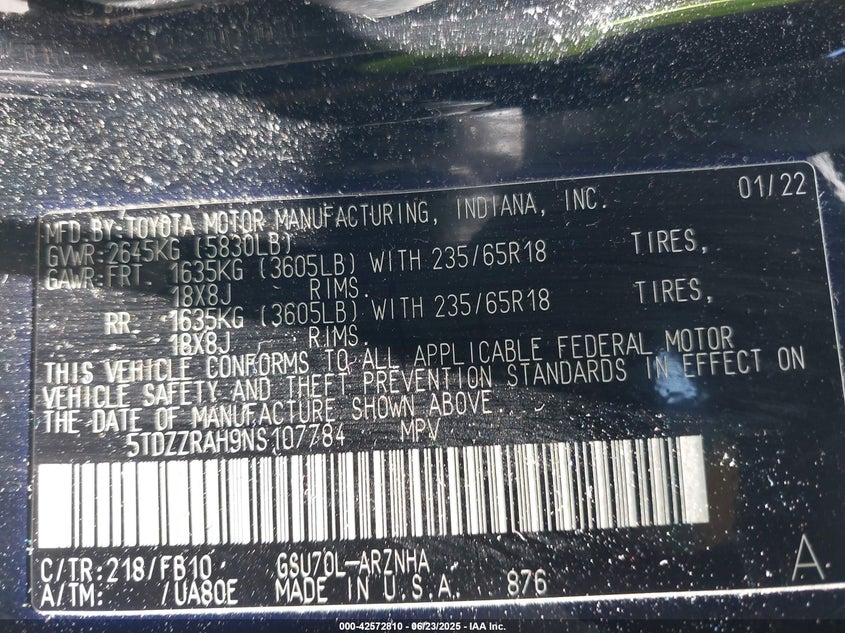 MFD BY:TOYOTA MOTOR MANUFACTURING, INDIANA, INC. 01/22
GVWR:2645KG (5830LB)
GAWR:FRT. 1635KG (3605LB) WITH 235/65R18 TIRES,
18X8J RIMS.
RR. 1635KG (3605LB) WITH 235/65R18 TIRES,
18X8J RIMS.
THIS VEHICLE CONFORMS TO ALL APPLICABLE FEDERAL MOTOR
VEHICLE SAFETY AND THEFT PREVENTION STANDARDS IN EFFECT ON
THE DATE OF MANUFACTURE SHOWN ABOVE.
5TDZZRAH9NS107784 MPV
C/TR:218/FB10 GSU70L-ARZNHA
A/TM: /UA80E MADE IN U.S.A. 876 A
000-42572810 - 06/23/2025 - IAA Inc.